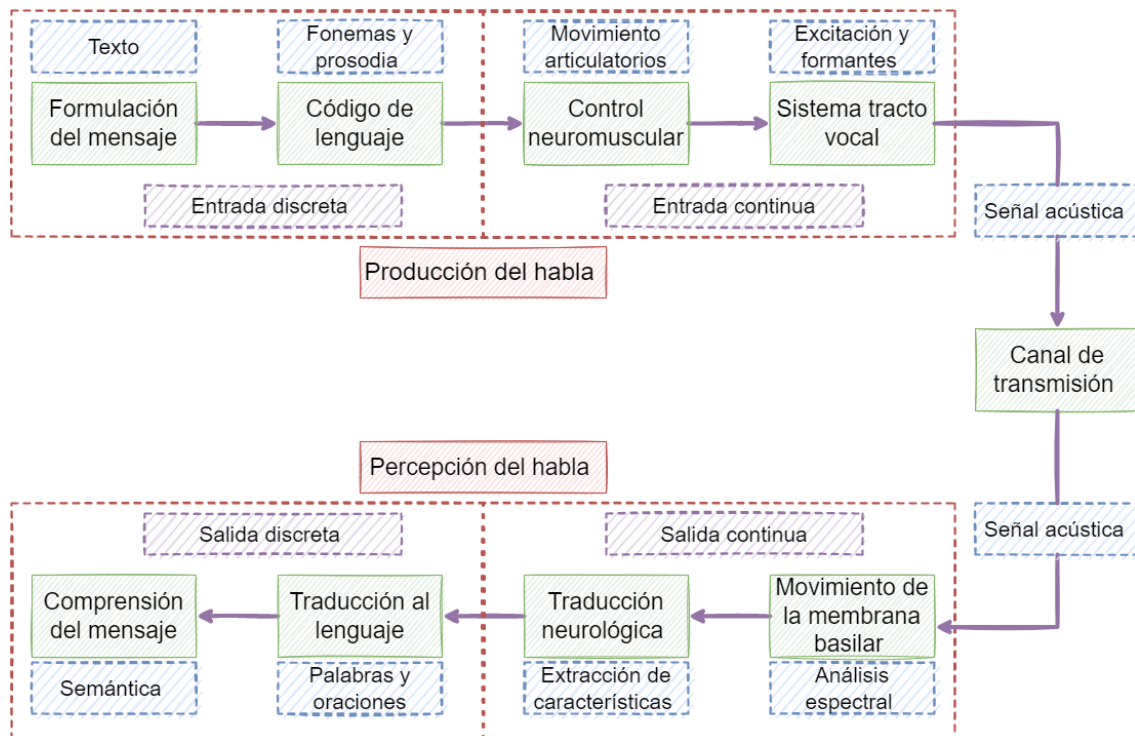 Texto
Fonemas y
prosodia
Movimiento
articulatorios
Excitación y
formantes
Formulación
del mensaje
Código de
lenguaje
Control
neuromuscular
Sistema tracto
vocal
Entrada discreta
Entrada continua
Señal acústica
Producción del habla
Canal de
transmisión
Percepción del habla
Salida discreta
Salida continua
Señal acústica
Comprensión
del mensaje
Traducción al
lenguaje
Traducción
neurológica
Movimiento de
la membrana
basilar
Semántica
Palabras y
oraciones
Extracción de
características
Análisis
espectral